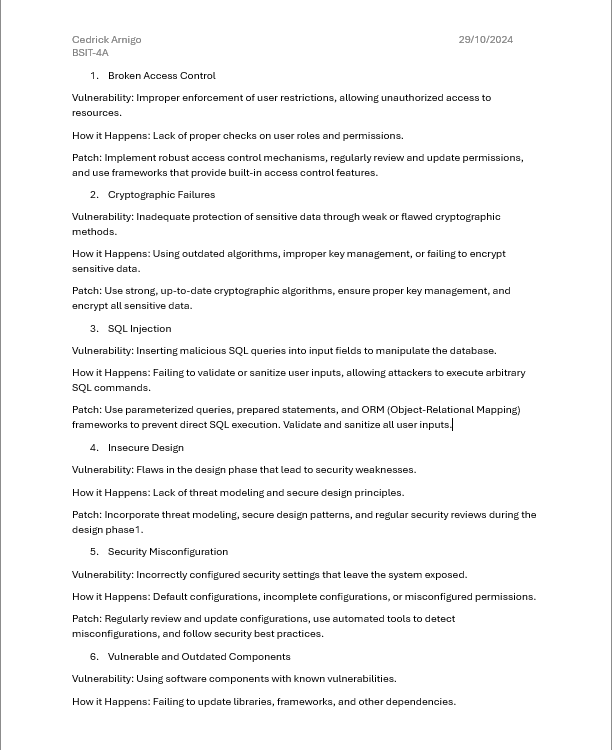 Cedrick Arnigo 29/10/2024
BSIT-4A
1. Broken Access Control
Vulnerability: Improper enforcement of user restrictions, allowing unauthorized access to
resources.
How it Happens: Lack of proper checks on user roles and permissions.
Patch: Implement robust access control mechanisms, regularly review and update permissions,
and use frameworks that provide built-in access control features.
2. Cryptographic Failures
Vulnerability: Inadequate protection of sensitive data through weak or flawed cryptographic
methods.
How it Happens: Using outdated algorithms, improper key management, or failing to encrypt
sensitive data.
Patch: Use strong, up-to-date cryptographic algorithms, ensure proper key management, and
encrypt all sensitive data.
3. SQL Injection
Vulnerability: Inserting malicious SQL queries into input fields to manipulate the database.
How it Happens: Failing to validate or sanitize user inputs, allowing attackers to execute arbitrary
SQL commands.
Patch: Use parameterized queries, prepared statements, and ORM (Object-Relational Mapping)
frameworks to prevent direct SQL execution. Validate and sanitize all user inputs.
4. Insecure Design
Vulnerability: Flaws in the design phase that lead to security weaknesses.
How it Happens: Lack of threat modeling and secure design principles.
Patch: Incorporate threat modeling, secure design patterns, and regular security reviews during the
design phase1.
5. Security Misconfiguration
Vulnerability: Incorrectly configured security settings that leave the system exposed.
How it Happens: Default configurations, incomplete configurations, or misconfigured permissions.
Patch: Regularly review and update configurations, use automated tools to detect
misconfigurations, and follow security best practices.
6. Vulnerable and Outdated Components
Vulnerability: Using software components with known vulnerabilities.
How it Happens: Failing to update libraries, frameworks, and other dependencies.